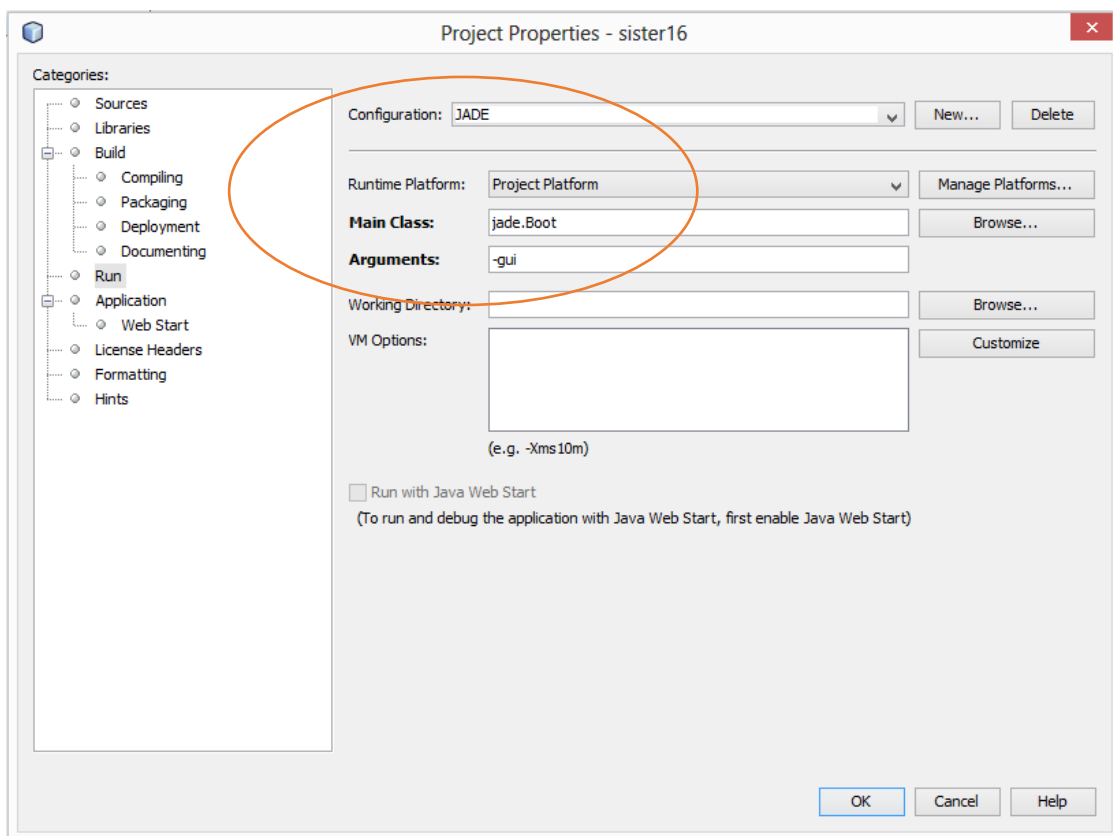 Project Properties - sister16
Categories:
Sources
Libraries
Build
Compiling
Packaging
Deployment
Documenting
Run
Application
Web Start
License Headers
Formatting
Hints
Configuration: JADE New... Delete
Runtime Platform: Project Platform Manage Platforms...
Main Class: jade.Boot Browse...
Arguments: -gui
Working Directory: Browse...
VM Options: Customize
(e.g. -Xms10m)
Run with Java Web Start
(To run and debug the application with Java Web Start, first enable Java Web Start)
OK Cancel Help